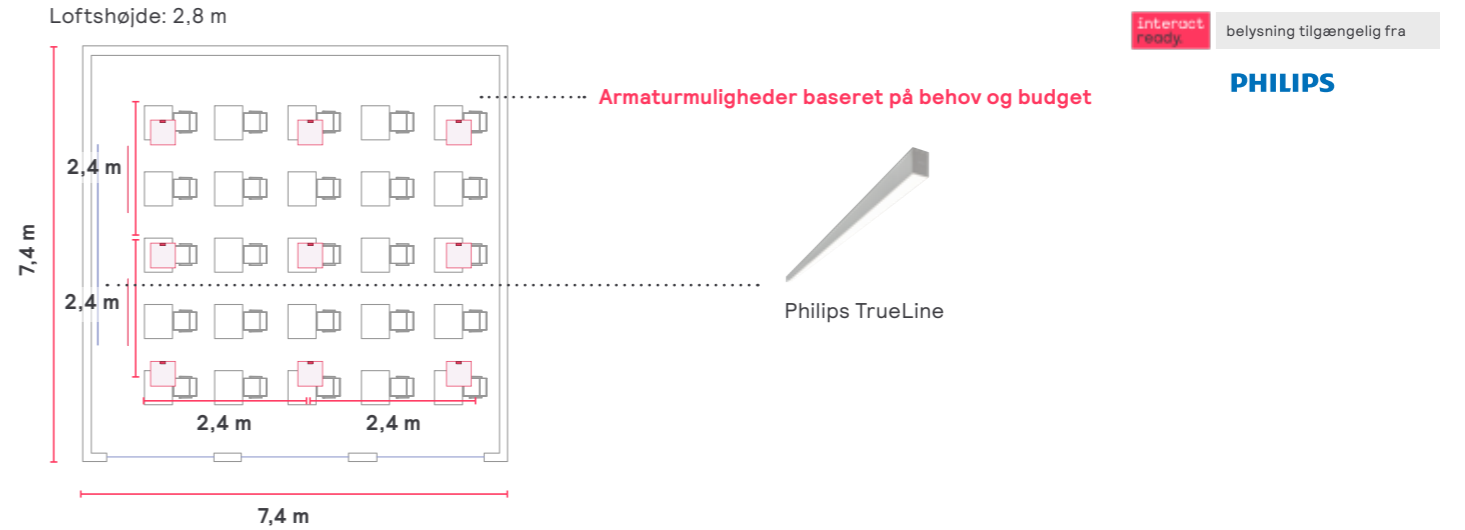 Loftshøjde: 2,8 m
interact
ready.
belysning tilgængelig fra
PHILIPS
Armaturmuligheder baseret på behov og budget
2,4 m
7,4 m
2,4 m
Philips TrueLine
2,4 m
2,4 m
7,4 m